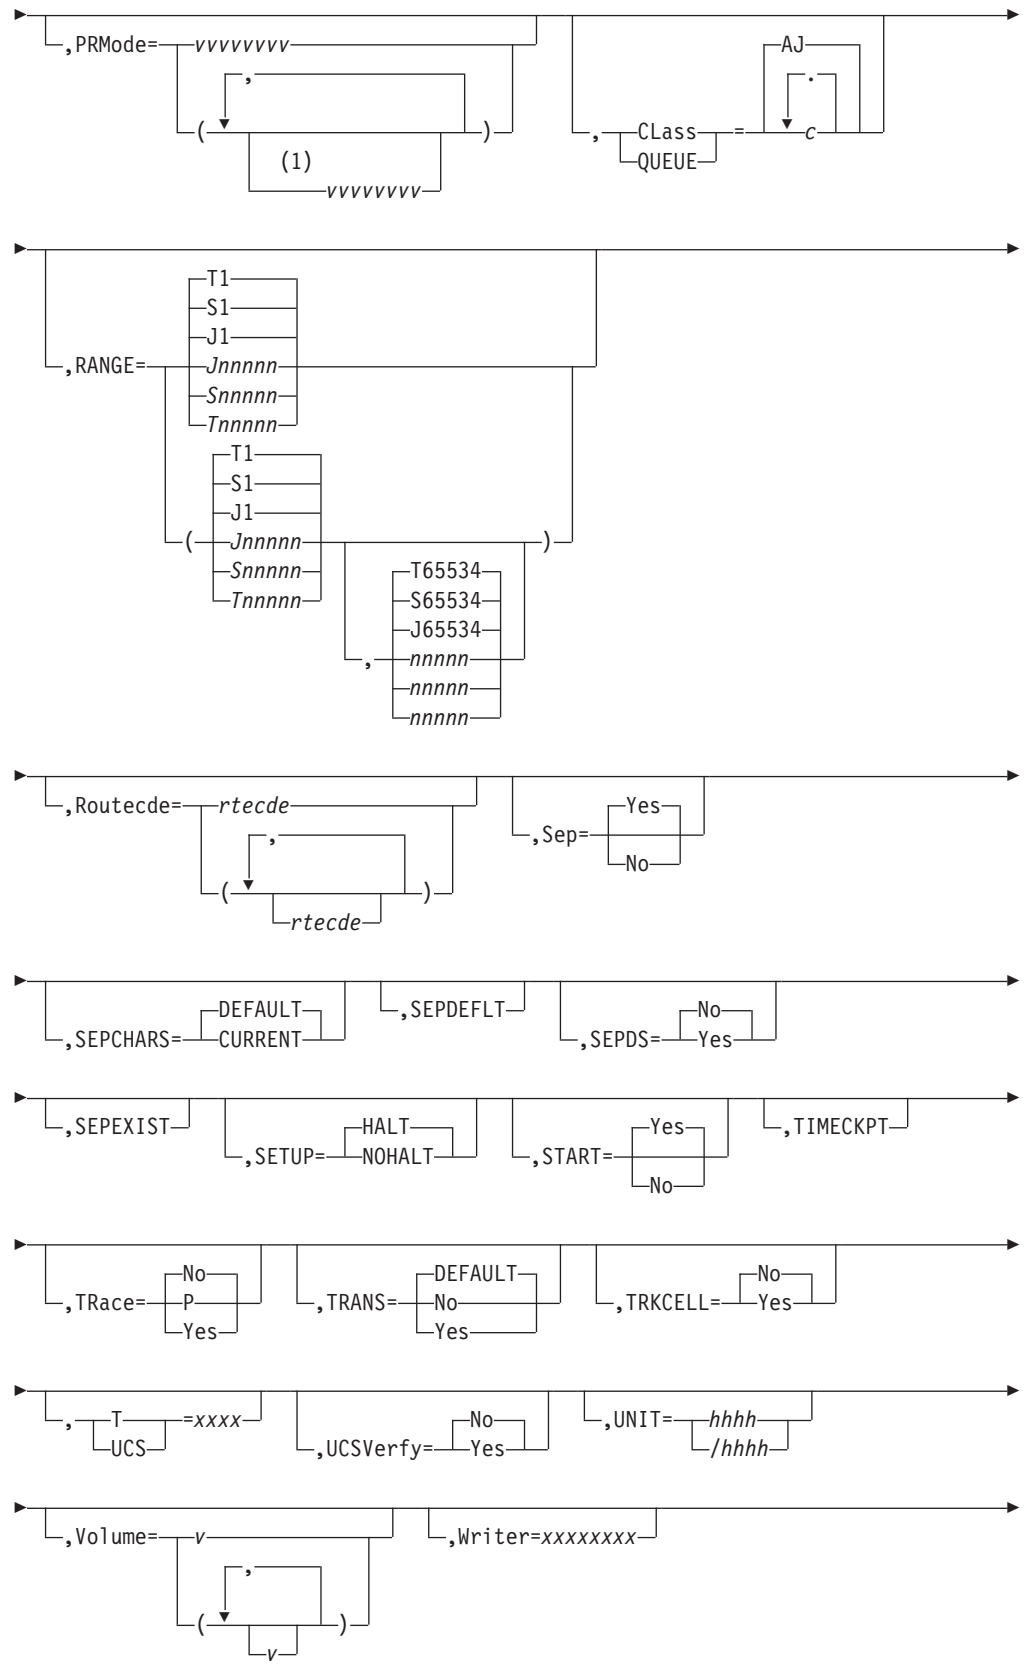 ,PRMode= vvvvvvvv
,
( )
(1)
vvvvvvvv
AJ
.
, CLass = c
QUEUE
T1
S1
J1
,RANGE= Jnnnnn
Snnnnn
Tnnnnn
T1
S1
J1
( Jnnnnn )
Snnnnn
Tnnnnn
T65534
S65534
J65534
, nnnnn
nnnnn
nnnnn
,Routecde= rtecde
,
( )
rtecde
Yes
,Sep=
No
DEFAULT
,SEPCHARS= CURRENT
,SEPDEFLT
No
,SEPDS= Yes
,SEPEXIST
HALT
,SETUP= NOHALT
Yes
,START=
No
,TIMECKPT
No
,TRace= P
Yes
DEFAULT
,TRANS= No
Yes
No
,TRKCELL= Yes
, T =xxxx
UCS
No
,UCSVerfy= Yes
,UNIT= hhhh
/hhhh
,Volume= v
,
( )
v
,Writer=xxxxxxxx